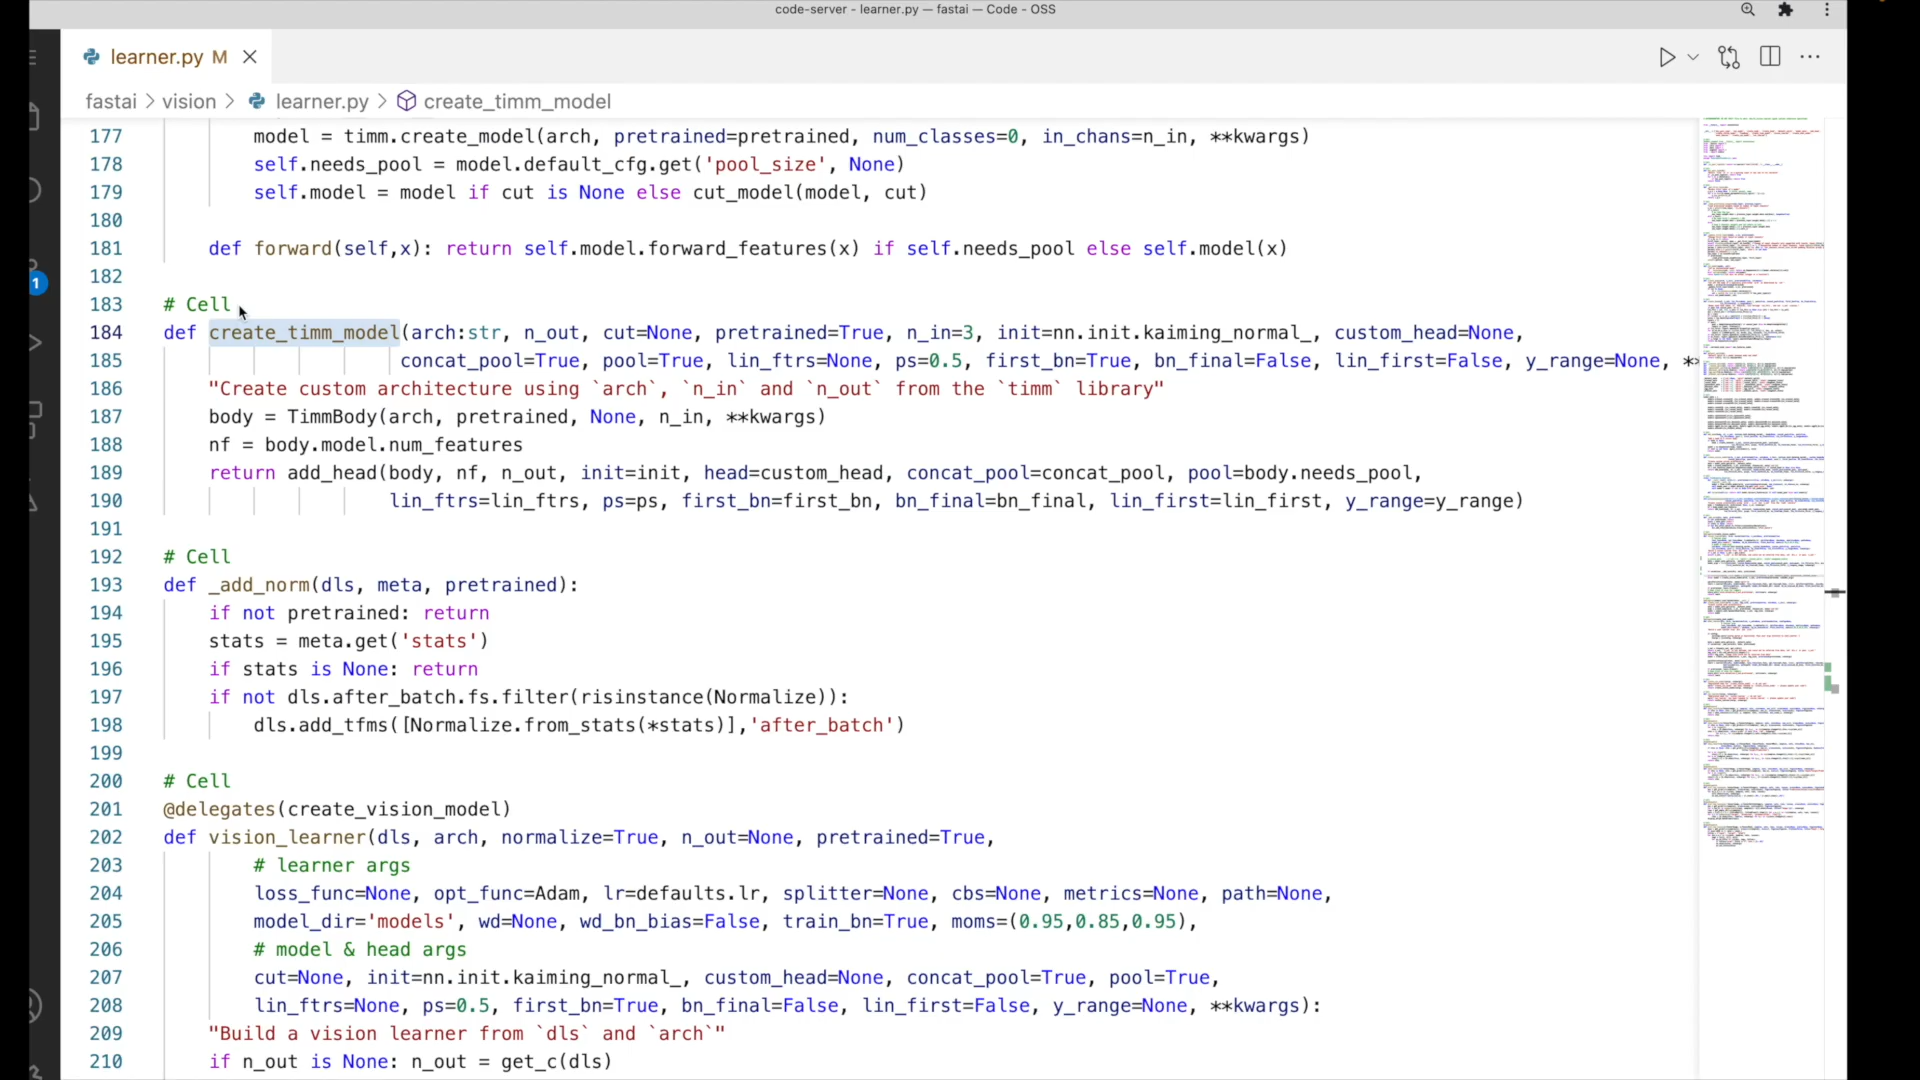 code-server - learner.py — fastai — Code - OSS
learner.py M
fastai > vision > learner.py > create_timm_model
177 model = timm.create_model(arch, pretrained=pretrained, num_classes=0, in_chans=n_in, **kwargs)
178 self.needs_pool = model.default_cfg.get('pool_size', None)
179 self.model = model if cut is None else cut_model(model, cut)
180
181 def forward(self,x): return self.model.forward_features(x) if self.needs_pool else self.model(x)
182
183 # Cell
184 def create_timm_model(arch:str, n_out, cut=None, pretrained=True, n_in=3, init=nn.init.kaiming_normal_, custom_head=None,
185 concat_pool=True, pool=True, lin_ftrs=None, ps=0.5, first_bn=True, bn_final=False, lin_first=False, y_range=None, *
186 "Create custom architecture using `arch`, `n_in` and `n_out` from the `timm` library"
187 body = TimmBody(arch, pretrained, None, n_in, **kwargs)
188 nf = body.model.num_features
189 return add_head(body, nf, n_out, init=init, head=custom_head, concat_pool=concat_pool, pool=body.needs_pool,
190 lin_ftrs=lin_ftrs, ps=ps, first_bn=first_bn, bn_final=bn_final, lin_first=lin_first, y_range=y_range)
191
1
192 # Cell
193 def _add_norm(dls, meta, pretrained):
194 if not pretrained: return
195 stats = meta.get('stats')
196 if stats is None: return
197 if not dls.after_batch.fs.filter(risinstance(Normalize)):
198 dls.add_tfms([Normalize.from_stats(*stats)],'after_batch')
199
200 # Cell
201 @delegates(create_vision_model)
202 def vision_learner(dls, arch, normalize=True, n_out=None, pretrained=True,
203 # learner args
204 loss_func=None, opt_func=Adam, lr=defaults.lr, splitter=None, cbs=None, metrics=None, path=None,
205 model_dir='models', wd=None, wd_bn_bias=False, train_bn=True, moms=(0.95,0.85,0.95),
206 # model & head args
207 cut=None, init=nn.init.kaiming_normal_, custom_head=None, concat_pool=True, pool=True,
208 lin_ftrs=None, ps=0.5, first_bn=True, bn_final=False, lin_first=False, y_range=None, **kwargs):
209 "Build a vision learner from `dls` and `arch`"
210 if n_out is None: n_out = get_c(dls)